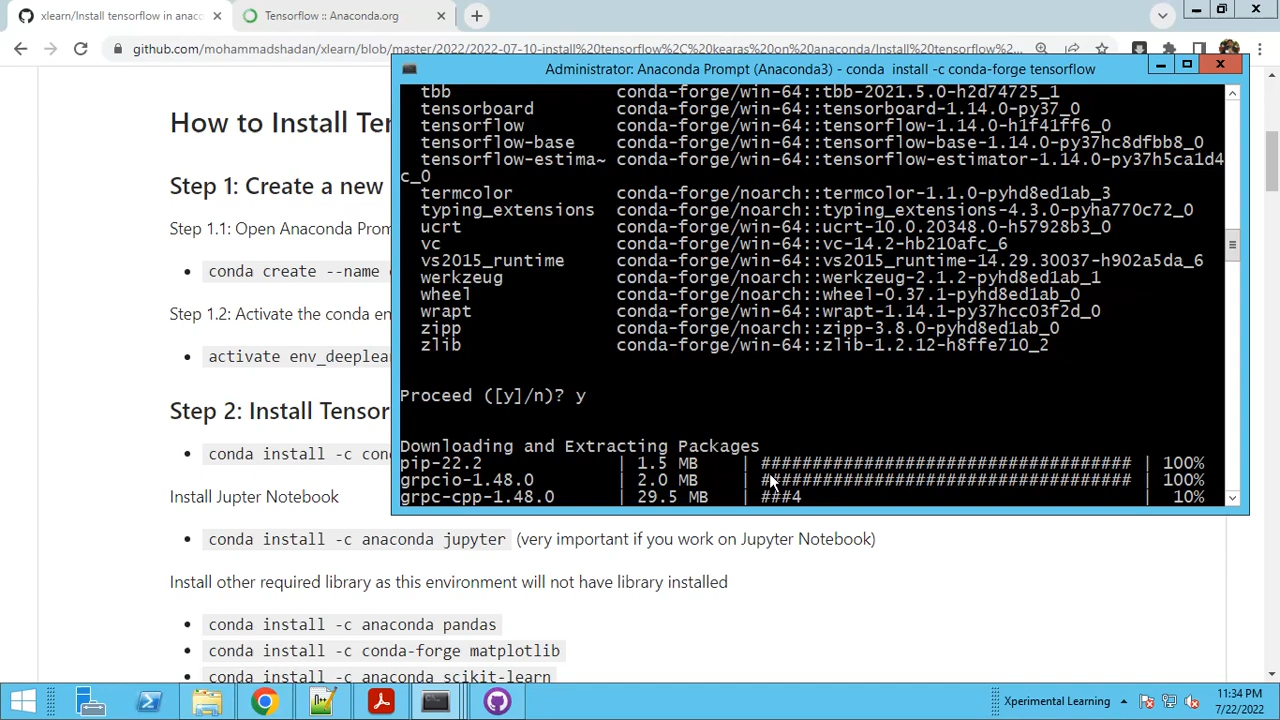 xlearn/Install tensorflow in anaco
Tensorflow :: Anaconda.org
github.com/mohammadshadan/xlearn/blob/master/2022/2022-07-10-install%20tensorflow%2C%20kearas%20on%20anaconda/Install%20tensorflow%2...
How to Install Te
Step 1: Create a new
Step 1.1: Open Anaconda Prom
conda create --name
Step 1.2: Activate the conda en
activate env_deeplea
Step 2: Install Tensor
conda install -c con
Install Jupter Notebook
conda install -c anaconda jupyter (very important if you work on Jupyter Notebook)
Install other required library as this environment will not have library installed
conda install -c anaconda pandas
conda install -c conda-forge matplotlib
conda install -c anaconda scikit-learn
Administrator: Anaconda Prompt (Anaconda3) - conda install -c conda-forge tensorflow
tbb conda-forge/win-64::tbb-2021.5.0-h2d74725_1
tensorboard conda-forge/win-64::tensorboard-1.14.0-py37_0
tensorflow conda-forge/win-64::tensorflow-1.14.0-h1f41ff6_0
tensorflow-base conda-forge/win-64::tensorflow-base-1.14.0-py37hc8dfbb8_0
tensorflow-estima~ conda-forge/win-64::tensorflow-estimator-1.14.0-py37h5ca1d4
c_0
termcolor conda-forge/noarch::termcolor-1.1.0-pyhd8ed1ab_3
typing_extensions conda-forge/noarch::typing_extensions-4.3.0-pyha770c72_0
ucrt conda-forge/win-64::ucrt-10.0.20348.0-h57928b3_0
vc conda-forge/win-64::vc-14.2-hb210afc_6
vs2015_runtime conda-forge/win-64::vs2015_runtime-14.29.30037-h902a5da_6
werkzeug conda-forge/noarch::werkzeug-2.1.2-pyhd8ed1ab_1
wheel conda-forge/noarch::wheel-0.37.1-pyhd8ed1ab_0
wrapt conda-forge/win-64::wrapt-1.14.1-py37hcc03f2d_0
zipp conda-forge/noarch::zipp-3.8.0-pyhd8ed1ab_0
zlib conda-forge/win-64::zlib-1.2.12-h8ffe710_2
Proceed ([y]/n)? y
Downloading and Extracting Packages
pip-22.2 | 1.5 MB | #################################### | 100%
grpcio-1.48.0 | 2.0 MB | #################################### | 100%
grpc-cpp-1.48.0 | 29.5 MB | ###4 | 10%
Xperimental Learning
11:34 PM
7/22/2022